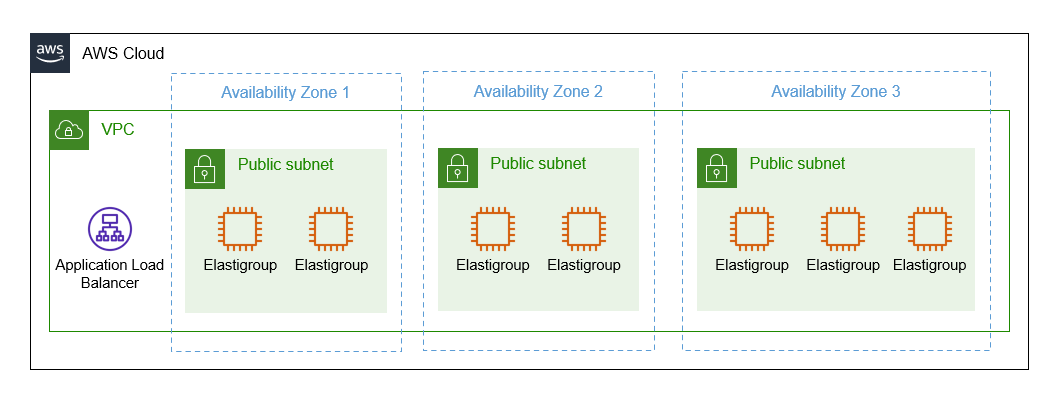 aws
AWS Cloud
Availability Zone 1
Availability Zone 2
Availability Zone 3
VPC
Public subnet
Public subnet
Public subnet
Application Load
Balancer
Elastigroup
Elastigroup
Elastigroup
Elastigroup
Elastigroup
Elastigroup
Elastigroup